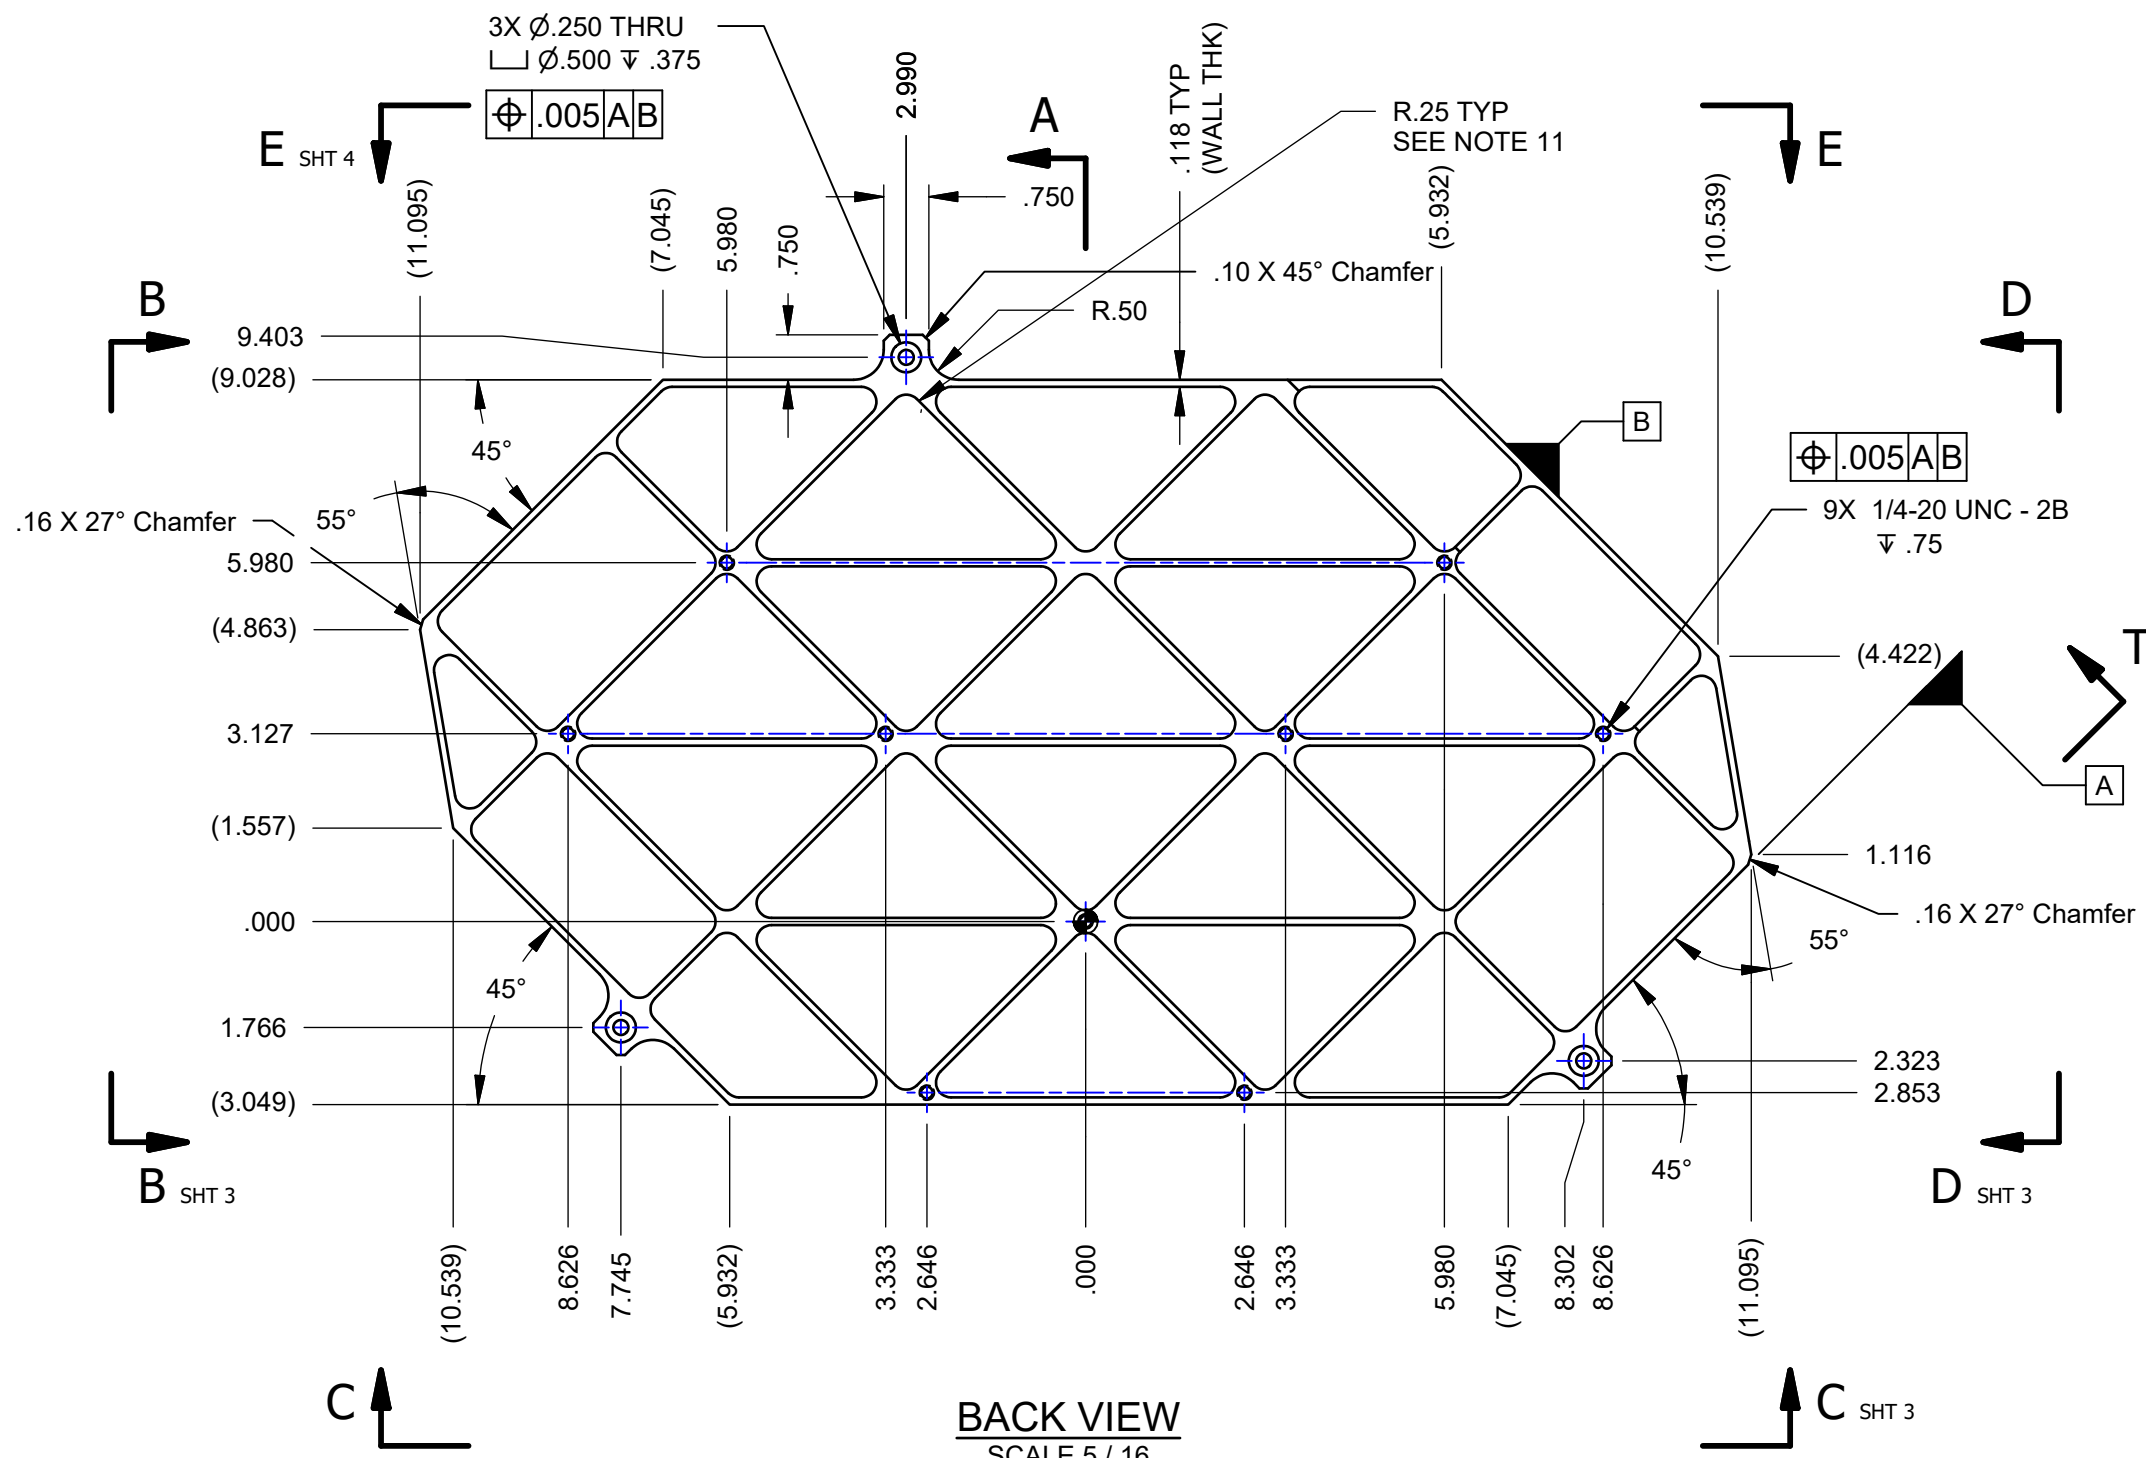 3X Ø.250 THRU
⌴ Ø.500 ↧ .375
⌖ .005 A B
2.990
.118 TYP
(WALL THK)
R.25 TYP
SEE NOTE 11
A
E SHT 4
E
(11.095)
(7.045)
5.980
.750
.750
(5.932)
(10.539)
.10 X 45° Chamfer
R.50
B
D
9.403
(9.028)
45°
B
⌖ .005 A B
9X 1/4-20 UNC - 2B
↧ .75
.16 X 27° Chamfer
55°
5.980
(4.863)
(4.422)
T
3.127
A
(1.557)
1.116
.000
.16 X 27° Chamfer
55°
45°
1.766
2.323
(3.049)
2.853
45°
B SHT 3
D SHT 3
(10.539)
8.626
7.745
(5.932)
3.333
2.646
.000
2.646
3.333
5.980
(7.045)
8.302
8.626
(11.095)
C
C SHT 3
BACK VIEW
SCALE 5 / 16